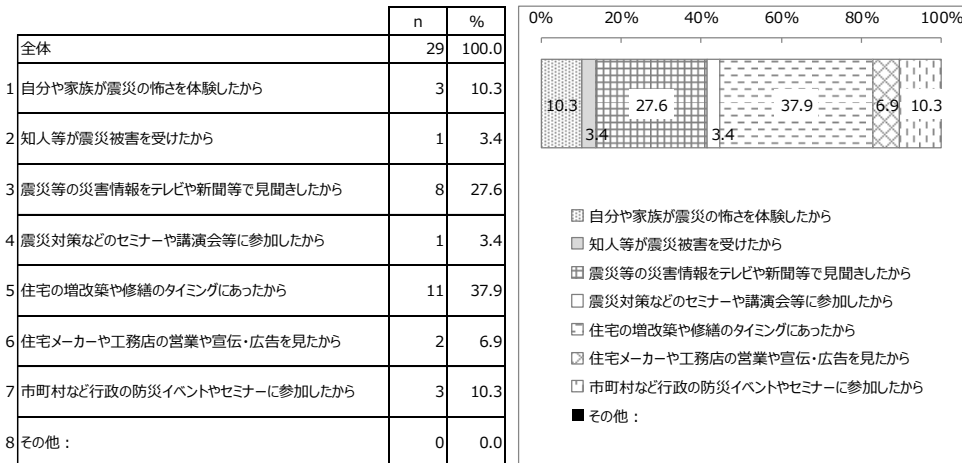 n %
全体 29 100.0
1 自分や家族が震災の怖さを体験したから 3 10.3
2 知人等が震災被害を受けたから 1 3.4
3 震災等の災害情報をテレビや新聞等で見聞きしたから 8 27.6
4 震災対策などのセミナーや講演会等に参加したから 1 3.4
5 住宅の増改築や修繕のタイミングにあったから 11 37.9
6 住宅メーカーや工務店の営業や宣伝・広告を見たから 2 6.9
7 市町村など行政の防災イベントやセミナーに参加したから 3 10.3
8 その他： 0 0.0
0% 20% 40% 60% 80% 100%
10.3 3.4 27.6 3.4 37.9 6.9 10.3
自分や家族が震災の怖さを体験したから
知人等が震災被害を受けたから
震災等の災害情報をテレビや新聞等で見聞きしたから
震災対策などのセミナーや講演会等に参加したから
住宅の増改築や修繕のタイミングにあったから
住宅メーカーや工務店の営業や宣伝・広告を見たから
市町村など行政の防災イベントやセミナーに参加したから
その他：